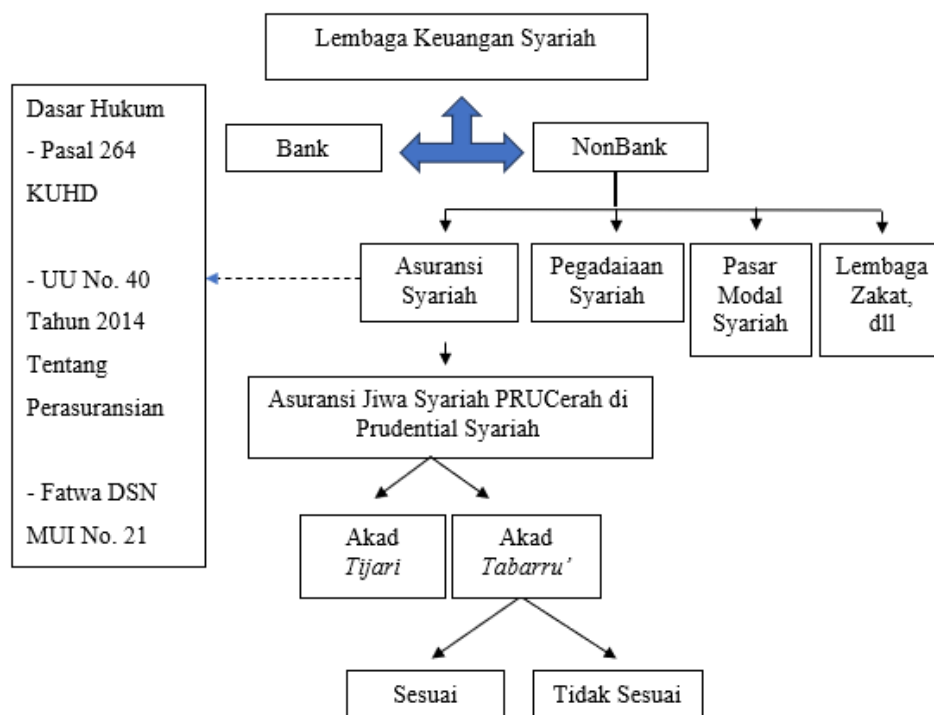 Lembaga Keuangan Syariah
Dasar Hukum
- Pasal 264
KUHD
- UU No. 40
Tahun 2014
Tentang
Perasuransian
- Fatwa DSN
MUI No. 21
Bank
NonBank
Asuransi
Syariah
Pegadaiaan
Syariah
Pasar
Modal
Syariah
Lembaga
Zakat,
dll
Asuransi Jiwa Syariah PRUCerah di
Prudential Syariah
Akad
Tijari
Akad
Tabarru’
Sesuai
Tidak Sesuai